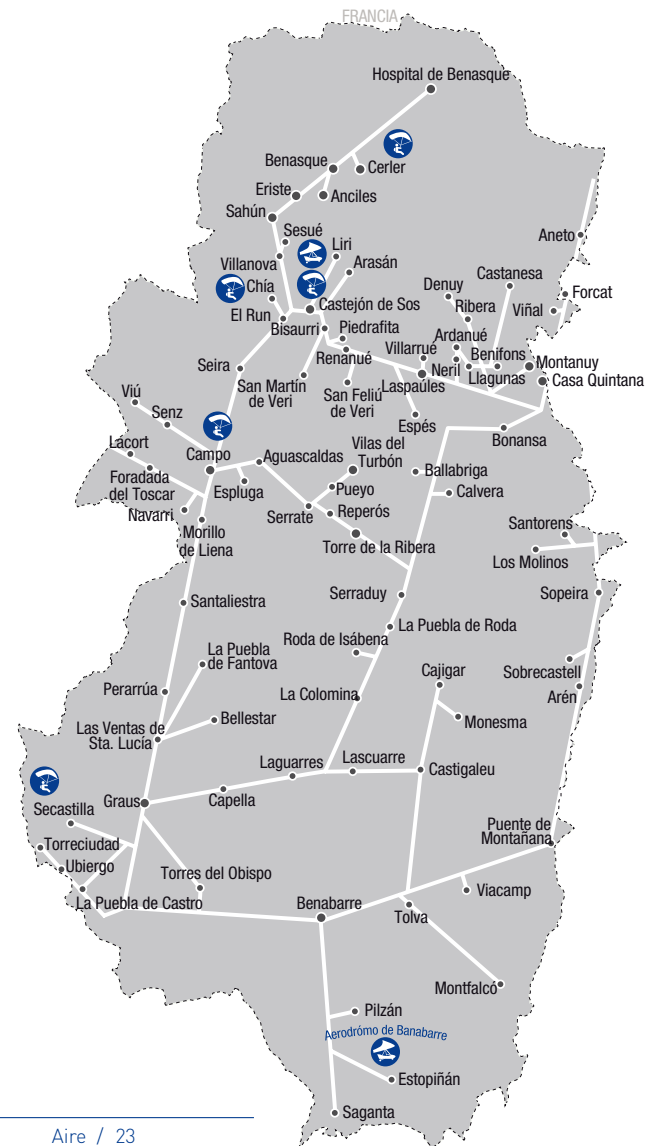 FRANCIA
Hospital de Benasque
Benasque
Cerler
Eriste
Anciles
Sahún
Sesué
Liri
Aneto
Villanova
Arasán
Chía
Denuy
Castanesa
Forcat
El Run
Castejón de Sos
Ribera
Viñal
Bisaurri
Piedrafita
Ardanué
Seira
Renanué
Villarrué
Benifons
Montanuy
San Martín
de Veri
San Feliú
de Veri
Laspaúles
Neril
Llagunas
Casa Quintana
Viú
Senz
Espés
Bonansa
Lácort
Campo
Aguascaldas
Vilas del
Turbón
Ballabriga
Foradada
del Toscar
Espluga
Pueyo
Calvera
Navarri
Serrate
Reperós
Santorens
Morillo
de Liena
Torre de la Ribera
Los Molinos
Serraduy
Sopeira
Santaliestra
La Puebla de Roda
La Puebla
de Fantova
Roda de Isábena
Cajigar
Sobrecastell
Perarrúa
La Colomina
Arén
Las Ventas de
Sta. Lucía
Bellestar
Monesma
Laguarres
Lascuarre
Castigaleu
Graus
Capella
Secastilla
Puente de
Montañana
Torreciudad
Ubiergo
Torres del Obispo
Viacamp
La Puebla de Castro
Benabarre
Tolva
Montfalcó
Pilzán
Aerodrómo de Banabarre
Estopiñán
Saganta
Aire / 23